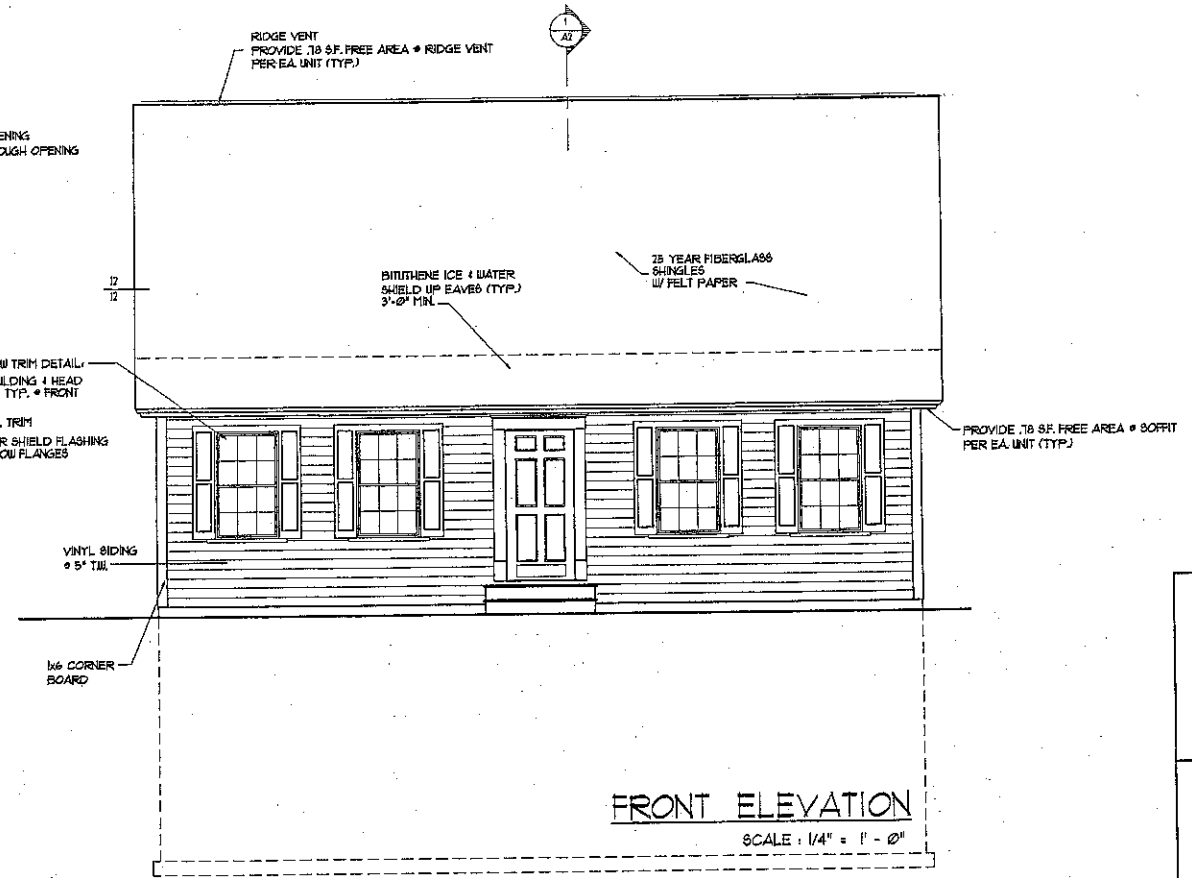 1
A2
RIDGE VENT
PROVIDE .78 S.F. FREE AREA @ RIDGE VENT
PER EA. UNIT (TYP.)
ENING
OUGH OPENING
BITUTHENE ICE & WATER
SHIELD UP EAVES (TYP.)
3'-0" MIN.
25 YEAR FIBERGLASS
SHINGLES
W/ FELT PAPER
12
12
W TRIM DETAIL:
ULDING & HEAD
TYP. @ FRONT
. TRIM
R SHIELD FLASHING
OW FLANGES
PROVIDE .78 S.F. FREE AREA @ SOFFIT
PER EA. UNIT (TYP.)
VINYL SIDING
@ 5" T.W.
1x6 CORNER
BOARD
FRONT ELEVATION
SCALE : 1/4" = 1' - 0"